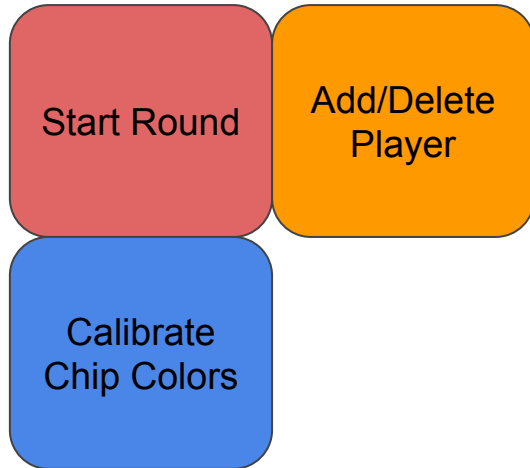 Start Round
Add/Delete
Player
Calibrate
Chip Colors